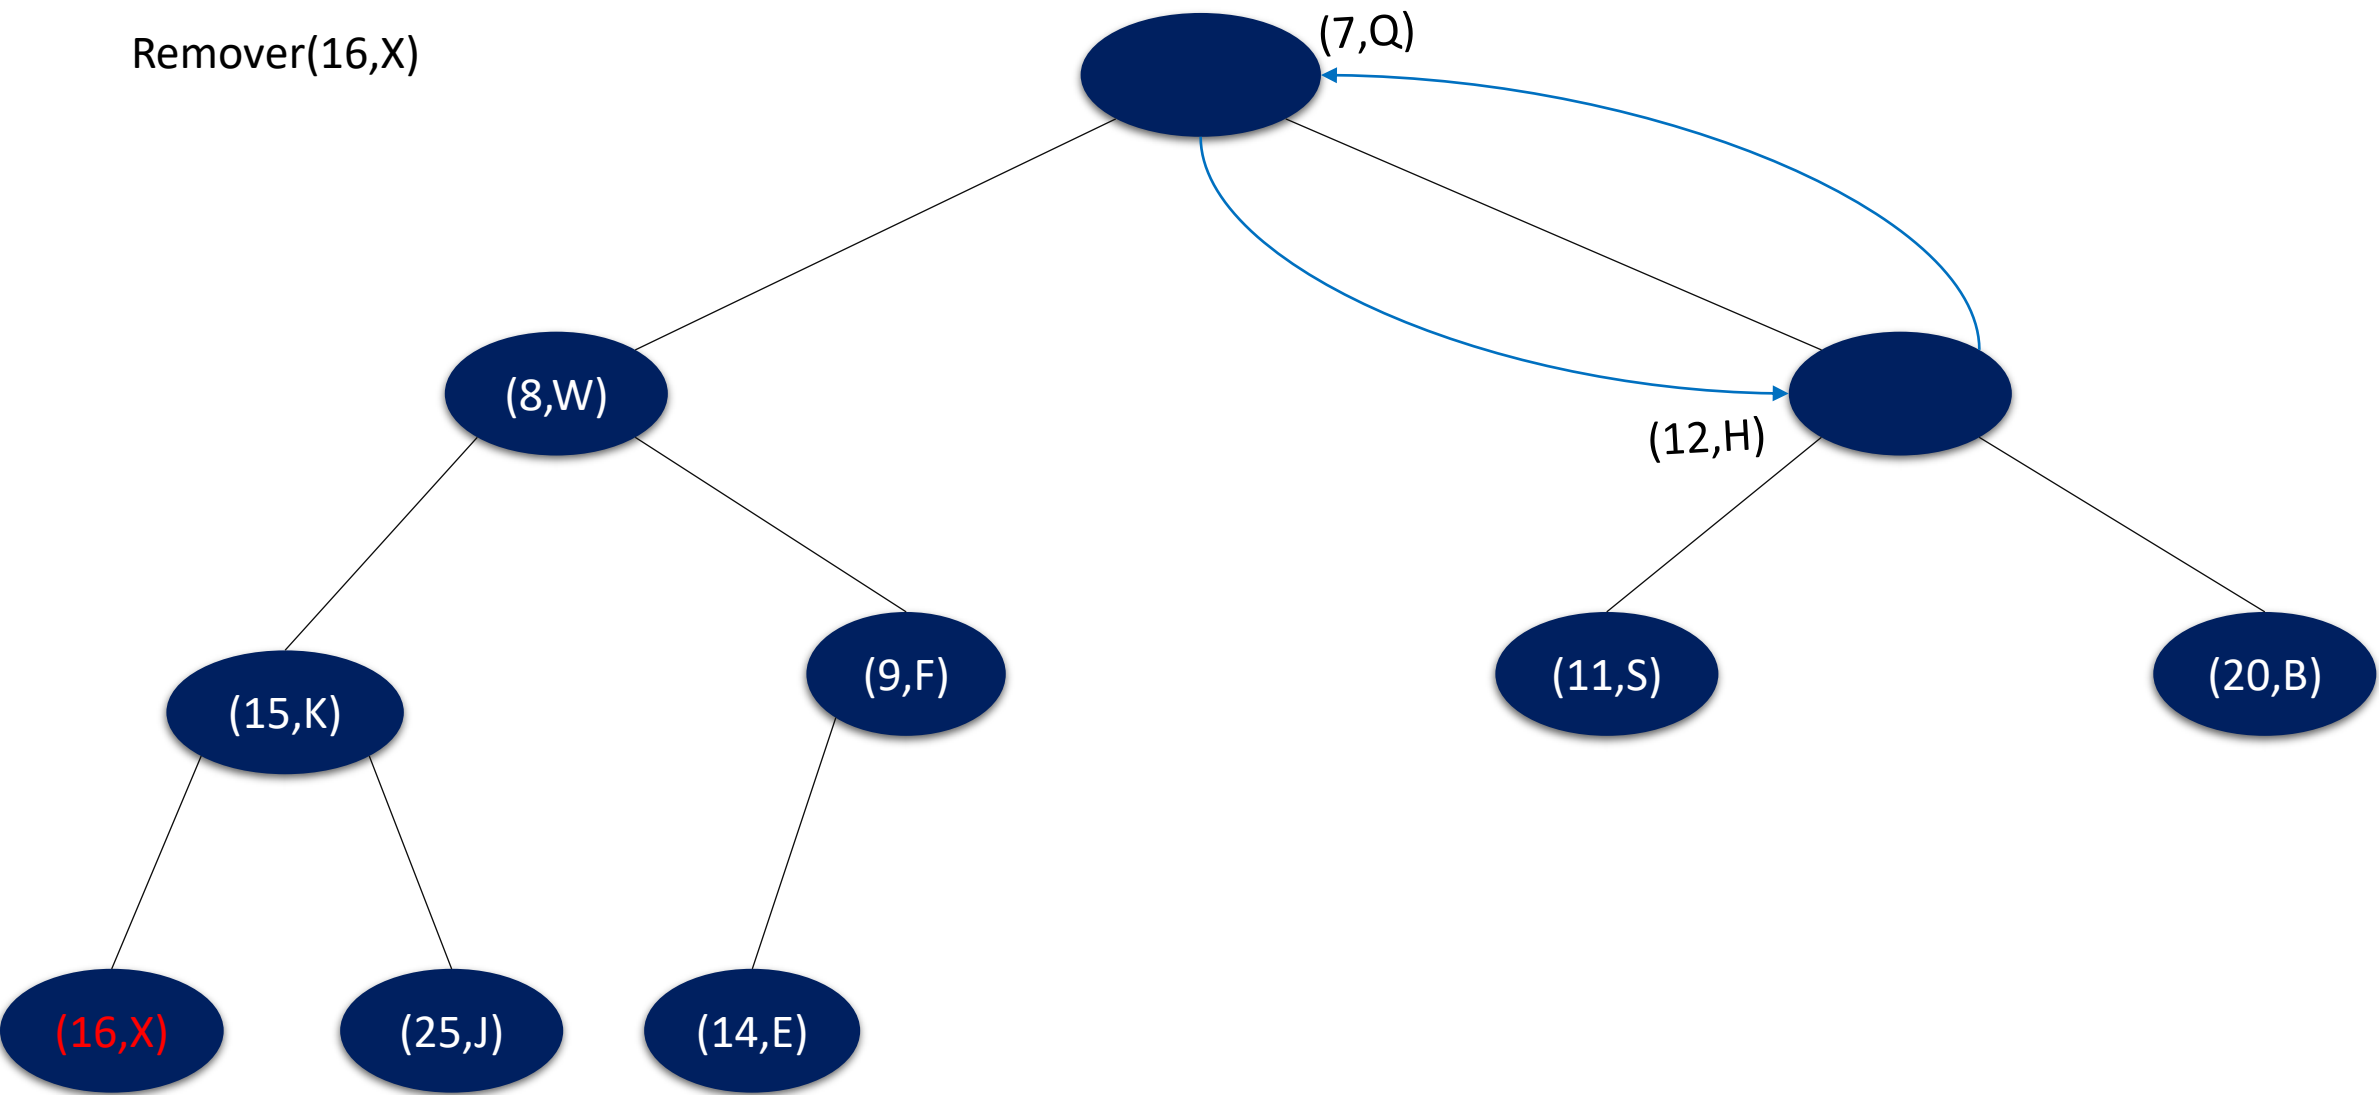 Remover(16,X)
(7,Q)
(8,W)
(12,H)
(15,K)
(9,F)
(11,S)
(20,B)
(16,X)
(25,J)
(14,E)